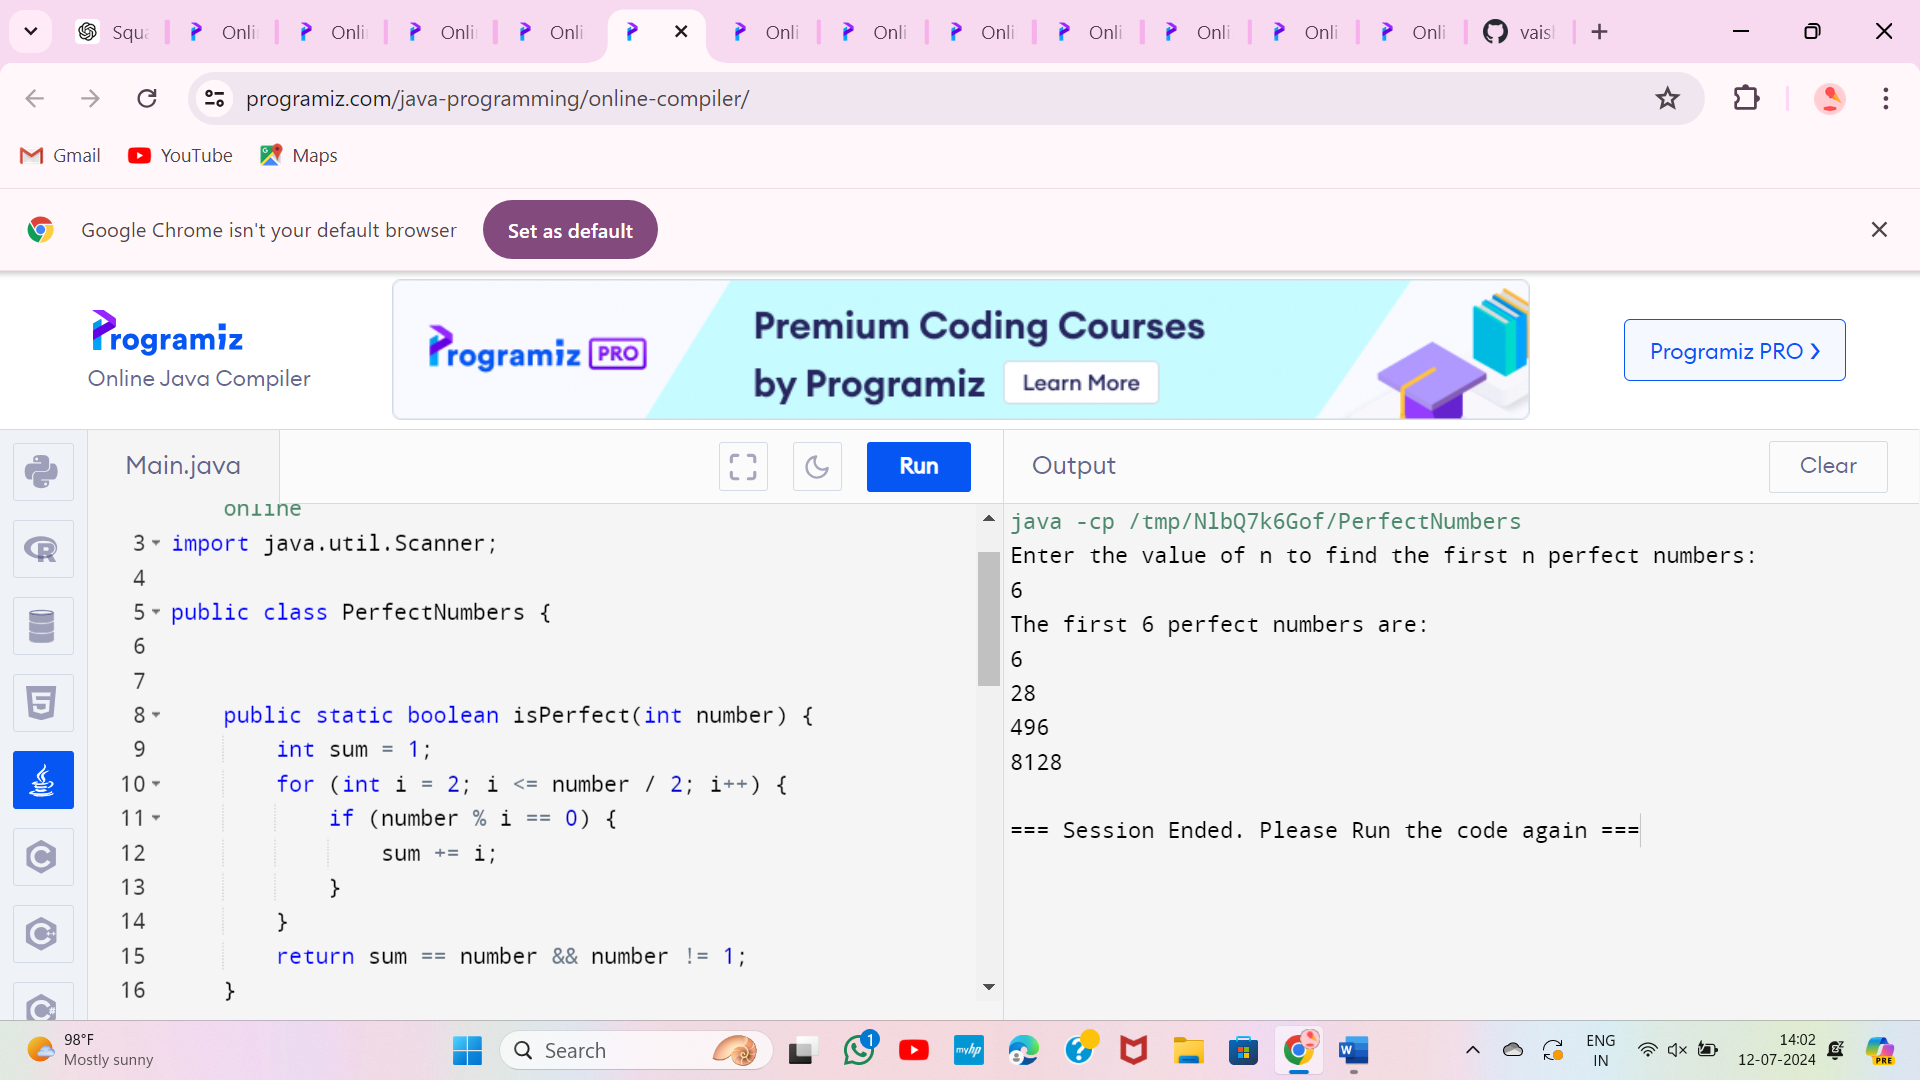 Squa
Onli
Onli
Onli
Onli
Onli
Onli
Onli
Onli
Onli
Onli
Onli
vais
programiz.com/java-programming/online-compiler/
Gmail YouTube Maps
Google Chrome isn't your default browser Set as default
Programiz
Online Java Compiler
Programiz PRO
Premium Coding Courses
by Programiz Learn More
Programiz PRO ❯
Main.java
Run
Output
Clear
online
3 import java.util.Scanner;
4
5 public class PerfectNumbers {
6
7
8 public static boolean isPerfect(int number) {
9 int sum = 1;
10 for (int i = 2; i <= number / 2; i++) {
11 if (number % i == 0) {
12 sum += i;
13 }
14 }
15 return sum == number && number != 1;
16 }
java -cp /tmp/NlbQ7k6Gof/PerfectNumbers
Enter the value of n to find the first n perfect numbers:
6
The first 6 perfect numbers are:
6
28
496
8128
=== Session Ended. Please Run the code again ===
98°F
Mostly sunny
Search
1
myhp
ENG
IN
14:02
12-07-2024
PRE